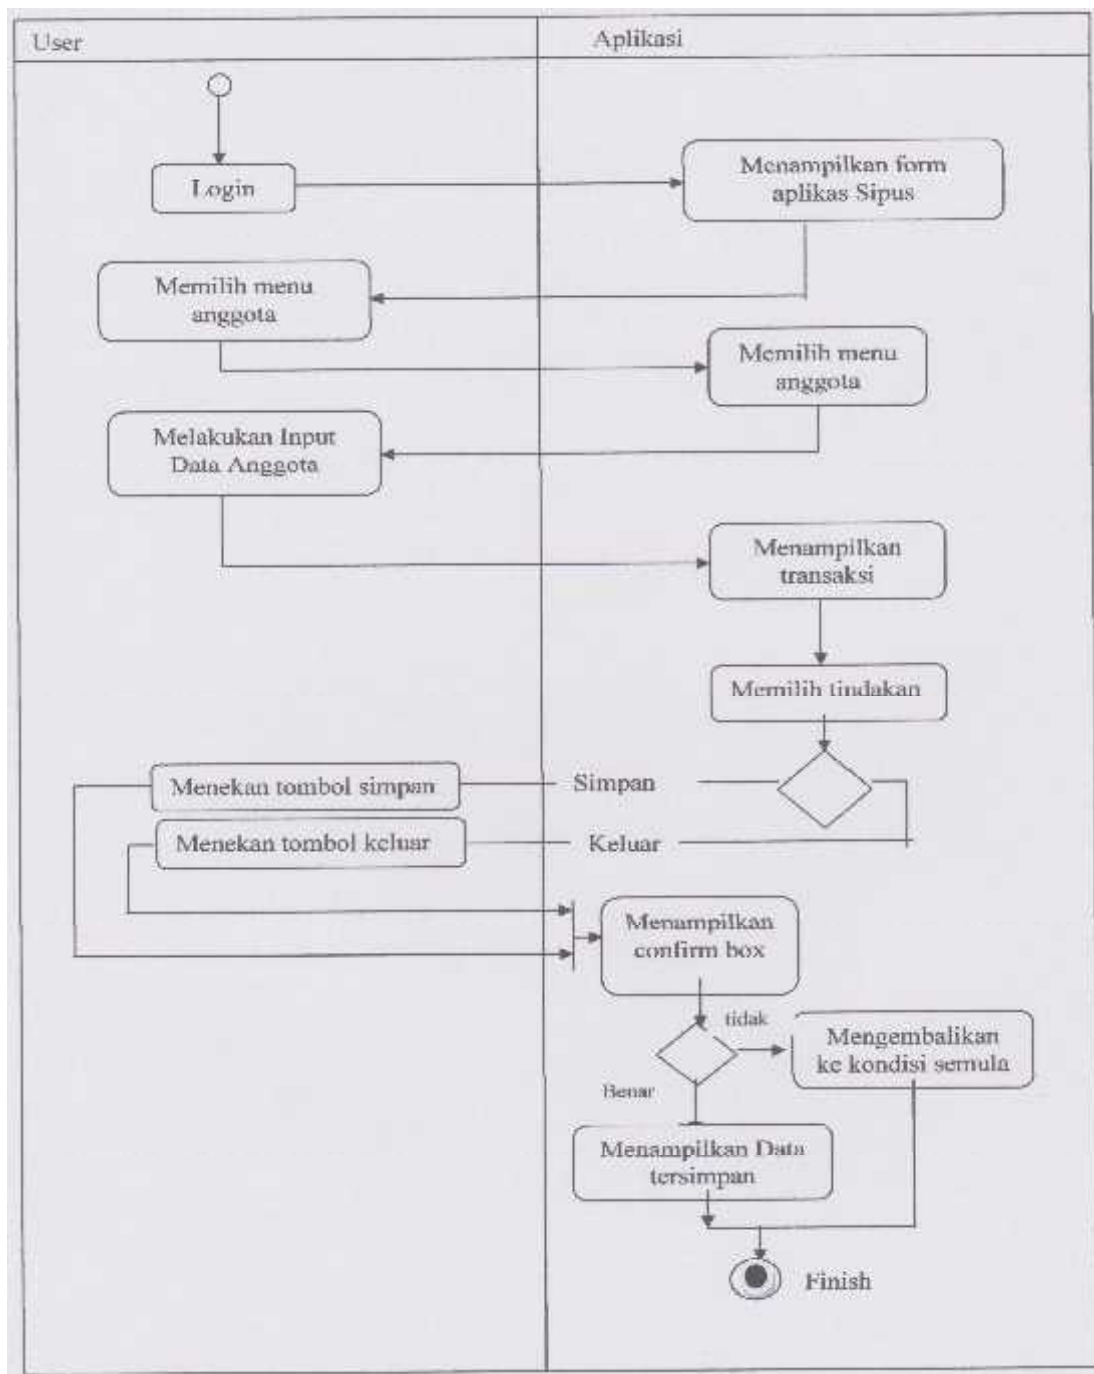 User
Aplikasi
Login
Menampilkan form
aplikas Sipus
Memilih menu
anggota
Memilih menu
anggota
Melakukan Input
Data Anggota
Menampilkan
transaksi
Memilih tindakan
Menekan tombol simpan
Simpan
Menekan tombol keluar
Keluar
Menampilkan
confirm box
tidak
Mengembalikan
ke kondisi semula
Benar
Menampilkan Data
tersimpan
Finish